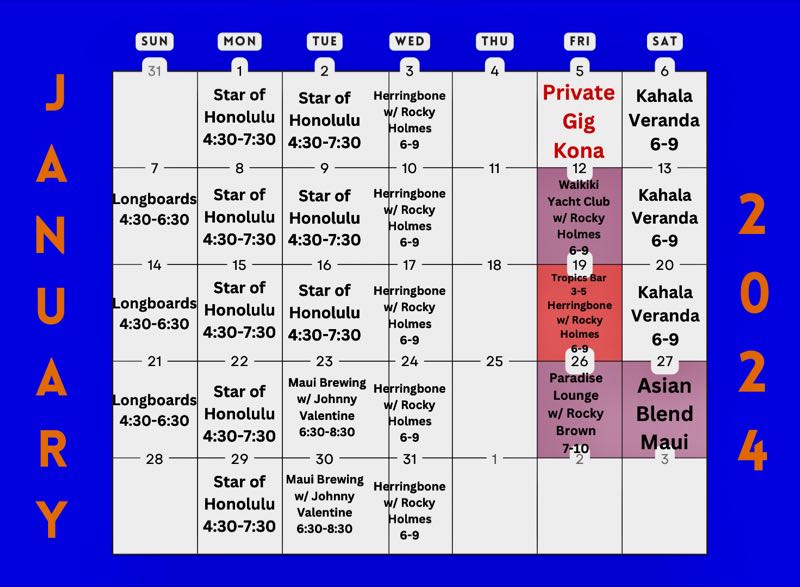 JANUARY
2024
SUN MON TUE WED THU FRI SAT
31 1 2 3 4 5 6
Star of
Honolulu
4:30-7:30
Star of
Honolulu
4:30-7:30
Herringbone
w/ Rocky
Holmes
6-9
Private
Gig
Kona
Kahala
Veranda
6-9
7 8 9 10 11 12 13
Longboards
4:30-6:30
Star of
Honolulu
4:30-7:30
Star of
Honolulu
4:30-7:30
Herringbone
w/ Rocky
Holmes
6-9
Waikiki
Yacht Club
w/ Rocky
Holmes
6-9
Kahala
Veranda
6-9
14 15 16 17 18 19 20
Longboards
4:30-6:30
Star of
Honolulu
4:30-7:30
Star of
Honolulu
4:30-7:30
Herringbone
w/ Rocky
Holmes
6-9
Tropics Bar
3-5
Herringbone
w/ Rocky
Holmes
6-9
Kahala
Veranda
6-9
21 22 23 24 25 26 27
Longboards
4:30-6:30
Star of
Honolulu
4:30-7:30
Maui Brewing
w/ Johnny
Valentine
6:30-8:30
Herringbone
w/ Rocky
Holmes
6-9
Paradise
Lounge
w/ Rocky
Brown
7-10
Asian
Blend
Maui
28 29 30 31 1 2 3
Star of
Honolulu
4:30-7:30
Maui Brewing
w/ Johnny
Valentine
6:30-8:30
Herringbone
w/ Rocky
Holmes
6-9